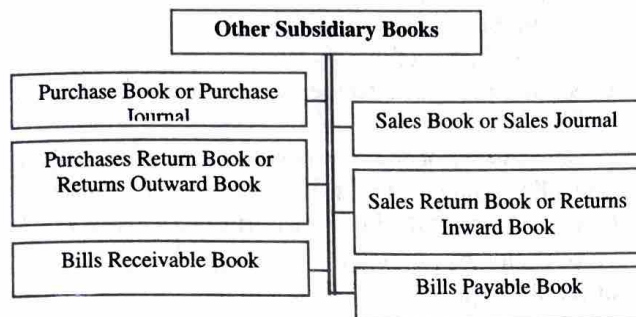 Other Subsidiary Books
Purchase Book or Purchase
Journal
Sales Book or Sales Journal
Purchases Return Book or
Returns Outward Book
Sales Return Book or Returns
Inward Book
Bills Receivable Book
Bills Payable Book